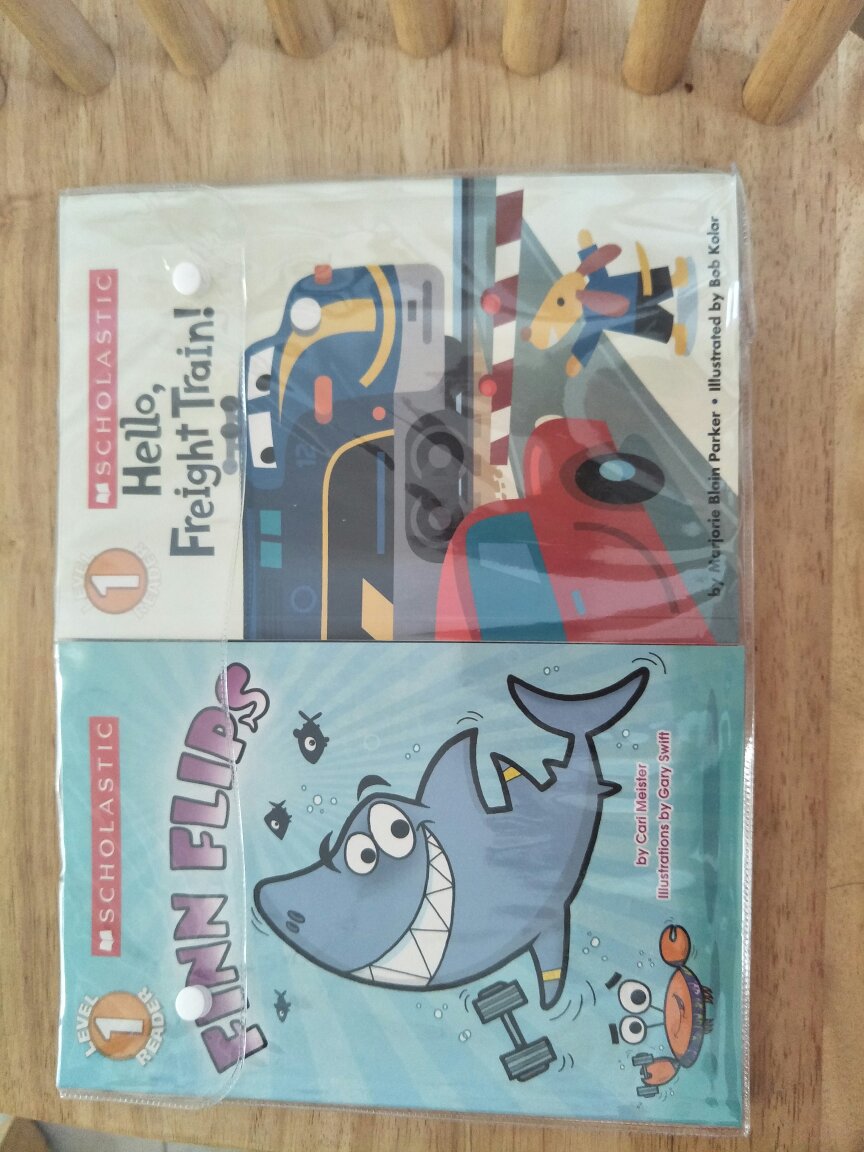 SCHOLASTIC
LEVEL
1
READER
FINN FLIPS
by Cari Meister
Illustrations by Gary Swift
SCHOLASTIC
LEVEL
1
READER
Hello,
Freight Train!
12
by Marjorie Blain Parker • Illustrated by Bob Kolar